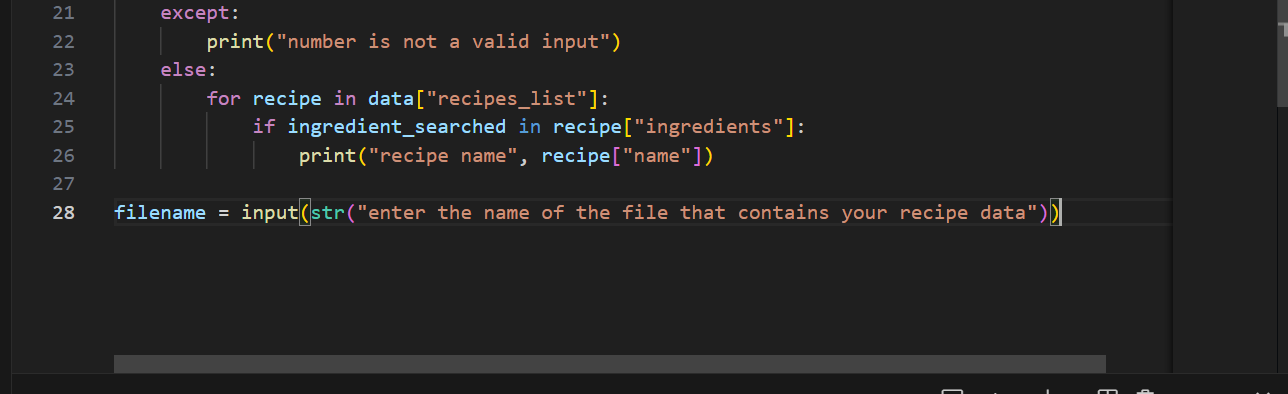 21 except:
22 print("number is not a valid input")
23 else:
24 for recipe in data["recipes_list"]:
25 if ingredient_searched in recipe["ingredients"]:
26 print("recipe name", recipe["name"])
27
28 filename = input(str("enter the name of the file that contains your recipe data"))